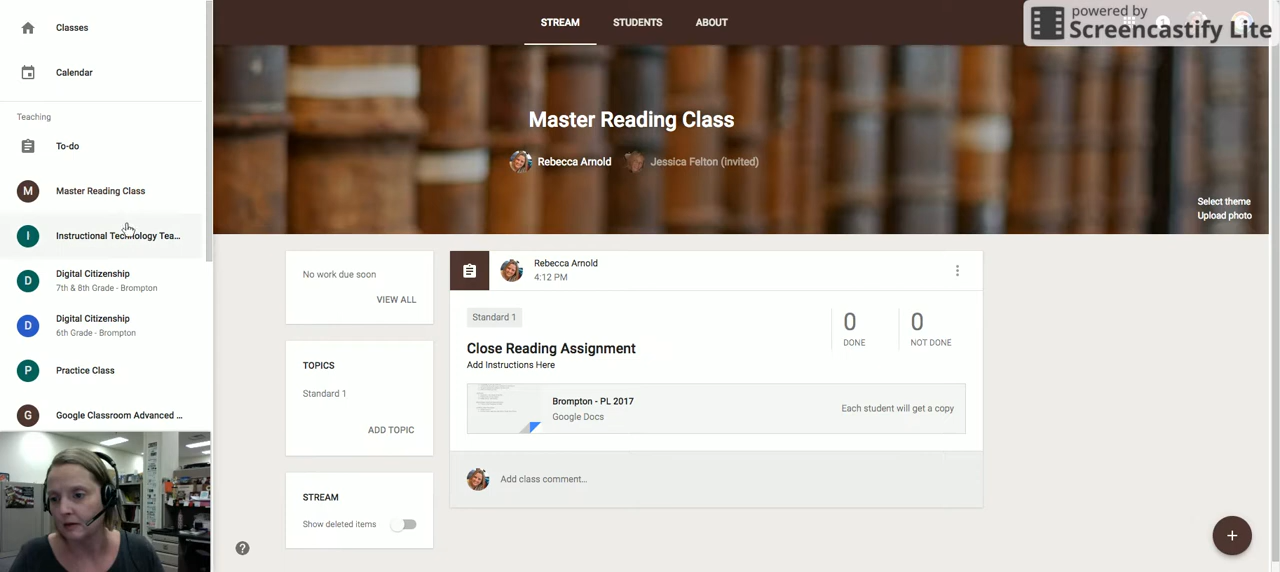 Classes
Calendar
Teaching
To-do
M Master Reading Class
I Instructional Technology Tea...
D Digital Citizenship
7th & 8th Grade - Brompton
D Digital Citizenship
6th Grade - Brompton
P Practice Class
G Google Classroom Advanced ...
STREAM STUDENTS ABOUT
powered by
Screencastify Lite
Master Reading Class
Rebecca Arnold Jessica Felton (invited)
Select theme
Upload photo
No work due soon
VIEW ALL
TOPICS
Standard 1
ADD TOPIC
STREAM
Show deleted items
?
Rebecca Arnold
4:12 PM
Standard 1
Close Reading Assignment
Add Instructions Here
0 DONE
0 NOT DONE
Brompton - PL 2017
Google Docs
Each student will get a copy
Add class comment...
+